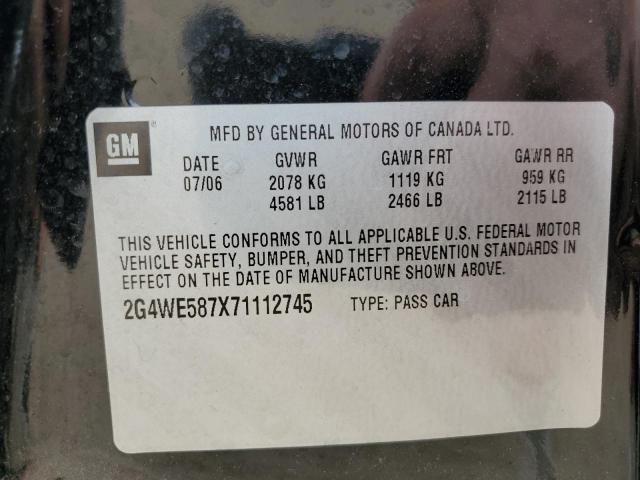 GM
MFD BY GENERAL MOTORS OF CANADA LTD.
DATE GVWR GAWR FRT GAWR RR
07/06 2078 KG 1119 KG 959 KG
4581 LB 2466 LB 2115 LB
THIS VEHICLE CONFORMS TO ALL APPLICABLE U.S. FEDERAL MOTOR
VEHICLE SAFETY, BUMPER, AND THEFT PREVENTION STANDARDS IN
EFFECT ON THE DATE OF MANUFACTURE SHOWN ABOVE.
2G4WE587X71112745 TYPE: PASS CAR